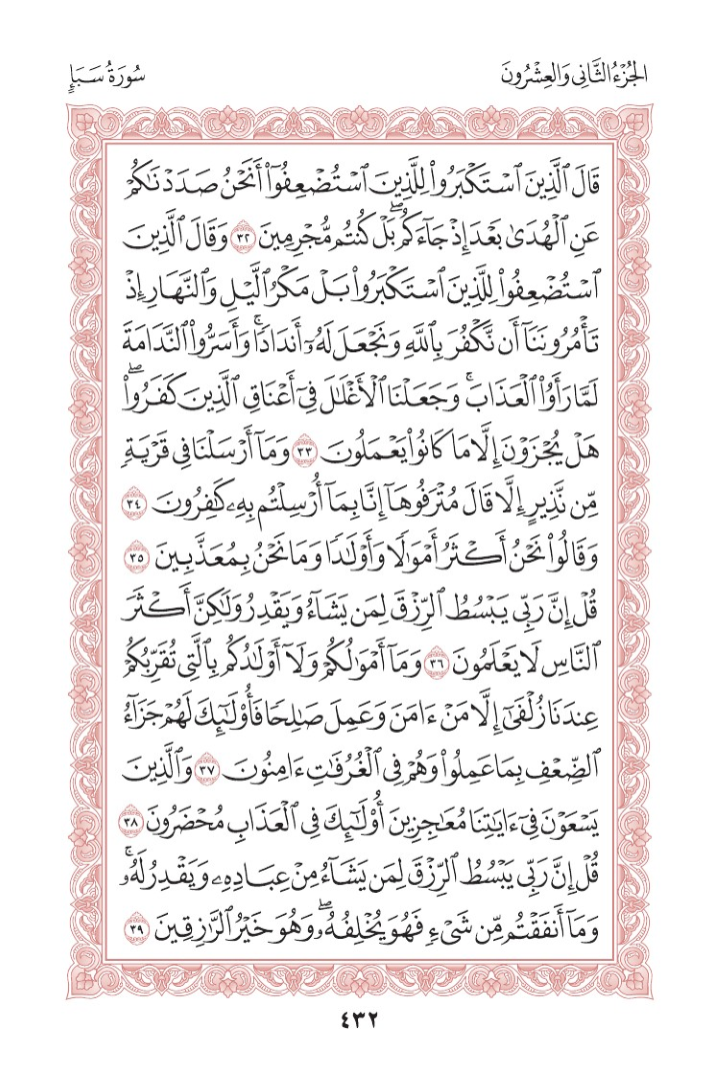 الجُزْءُ الثَّانِي وَالعِشْرُونَ
سُورَةُ سَبَإٍ
قَالَ ٱلَّذِينَ ٱسْتَكْبَرُوا۟ لِلَّذِينَ ٱسْتُضْعِفُوٓا۟ أَنَحْنُ صَدَدْنَٰكُمْ
عَنِ ٱلْهُدَىٰ بَعْدَ إِذْ جَآءَكُم ۖ بَلْ كُنتُم مُّجْرِمِينَ ٣٢ وَقَالَ ٱلَّذِينَ
ٱسْتُضْعِفُوا۟ لِلَّذِينَ ٱسْتَكْبَرُوا۟ بَلْ مَكْرُ ٱلَّيْلِ وَٱلنَّهَارِ إِذْ
تَأْمُرُونَنَآ أَن نَّكْفُرَ بِٱللَّهِ وَنَجْعَلَ لَهُۥٓ أَندَادًا ۚ وَأَسَرُّوا۟ ٱلنَّدَامَةَ
لَمَّا رَأَوُا۟ ٱلْعَذَابَ ۚ وَجَعَلْنَا ٱلْأَغْلَٰلَ فِىٓ أَعْنَاقِ ٱلَّذِينَ كَفَرُوا۟ ۖ
هَلْ يُجْزَوْنَ إِلَّا مَا كَانُوا۟ يَعْمَلُونَ ٣٣ وَمَآ أَرْسَلْنَا فِى قَرْيَةٍ
مِّن نَّذِيرٍ إِلَّا قَالَ مُتْرَفُوهَآ إِنَّا بِمَآ أُرْسِلْتُم بِهِۦ كَٰفِرُونَ ٣٤
وَقَالُوا۟ نَحْنُ أَكْثَرُ أَمْوَٰلًا وَأَوْلَٰدًا وَمَا نَحْنُ بِمُعَذَّبِينَ ٣٥
قُلْ إِنَّ رَبِّى يَبْسُطُ ٱلرِّزْقَ لِمَن يَشَآءُ وَيَقْدِرُ وَلَٰكِنَّ أَكْثَرَ
ٱلنَّاسِ لَا يَعْلَمُونَ ٣٦ وَمَآ أَمْوَٰلُكُمْ وَلَآ أَوْلَٰدُكُم بِٱلَّتِى تُقَرِّبُكُمْ
عِندَنَا زُلْفَىٰٓ إِلَّا مَنْ ءَامَنَ وَعَمِلَ صَٰلِحًا فَأُو۟لَٰٓئِكَ لَهُمْ جَزَآءُ
ٱلضِّعْفِ بِمَا عَمِلُوا۟ وَهُمْ فِى ٱلْغُرُفَٰتِ ءَامِنُونَ ٣٧ وَٱلَّذِينَ
يَسْعَوْنَ فِىٓ ءَايَٰتِنَا مُعَٰجِزِينَ أُو۟لَٰٓئِكَ فِى ٱلْعَذَابِ مُحْضَرُونَ ٣٨
قُلْ إِنَّ رَبِّى يَبْسُطُ ٱلرِّزْقَ لِمَن يَشَآءُ مِنْ عِبَادِهِۦ وَيَقْدِرُ لَهُۥ ۚ
وَمَآ أَنفَقْتُم مِّن شَىْءٍ فَهُوَ يُخْلِفُهُۥ ۖ وَهُوَ خَيْرُ ٱلرَّٰزِقِينَ ٣٩
٤٣٢